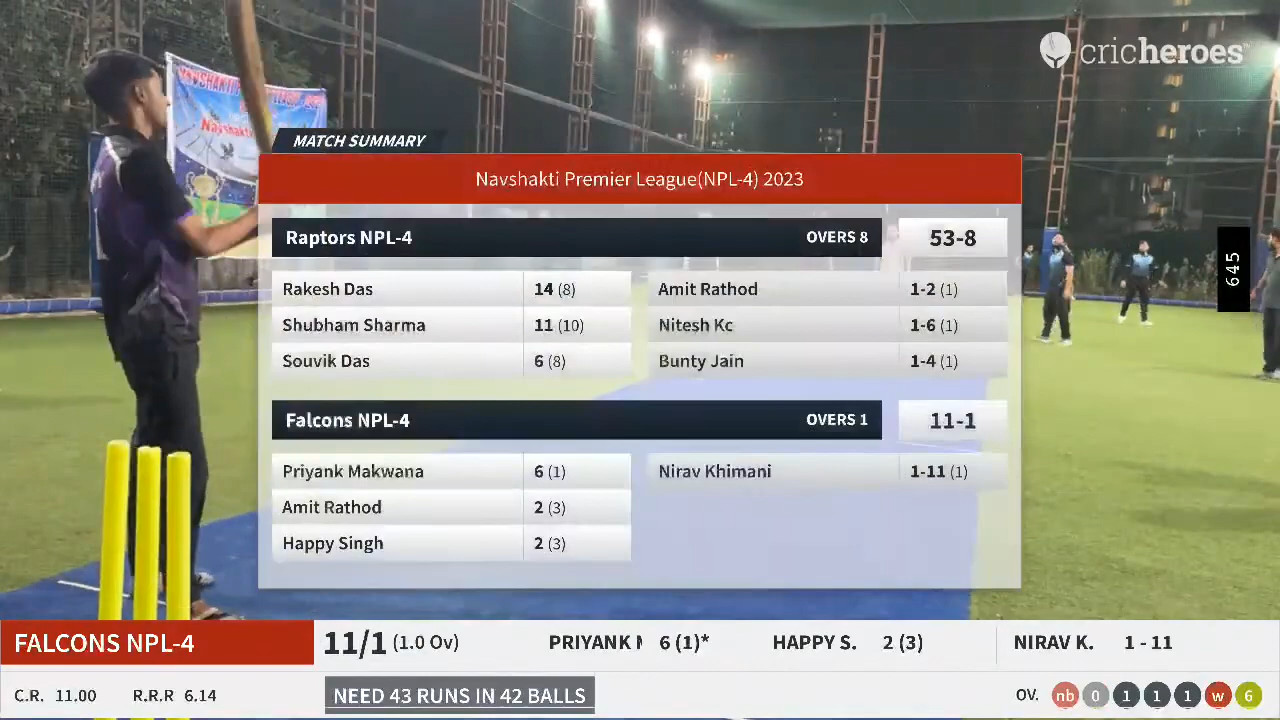 cricheroes
NAVSHAKTI
Navshakti
MATCH SUMMARY
Navshakti Premier League(NPL-4) 2023
Raptors NPL-4 OVERS 8 53-8
Rakesh Das 14 (8) Amit Rathod 1-2 (1)
Shubham Sharma 11 (10) Nitesh Kc 1-6 (1)
Souvik Das 6 (8) Bunty Jain 1-4 (1)
645
Falcons NPL-4 OVERS 1 11-1
Priyank Makwana 6 (1) Nirav Khimani 1-11 (1)
Amit Rathod 2 (3)
Happy Singh 2 (3)
FALCONS NPL-4 11/1 (1.0 Ov) PRIYANK 6 (1)* HAPPY S. 2 (3) NIRAV K. 1 - 11
C.R. 11.00 R.R.R 6.14 NEED 43 RUNS IN 42 BALLS OV. nb 0 1 1 1 w 6